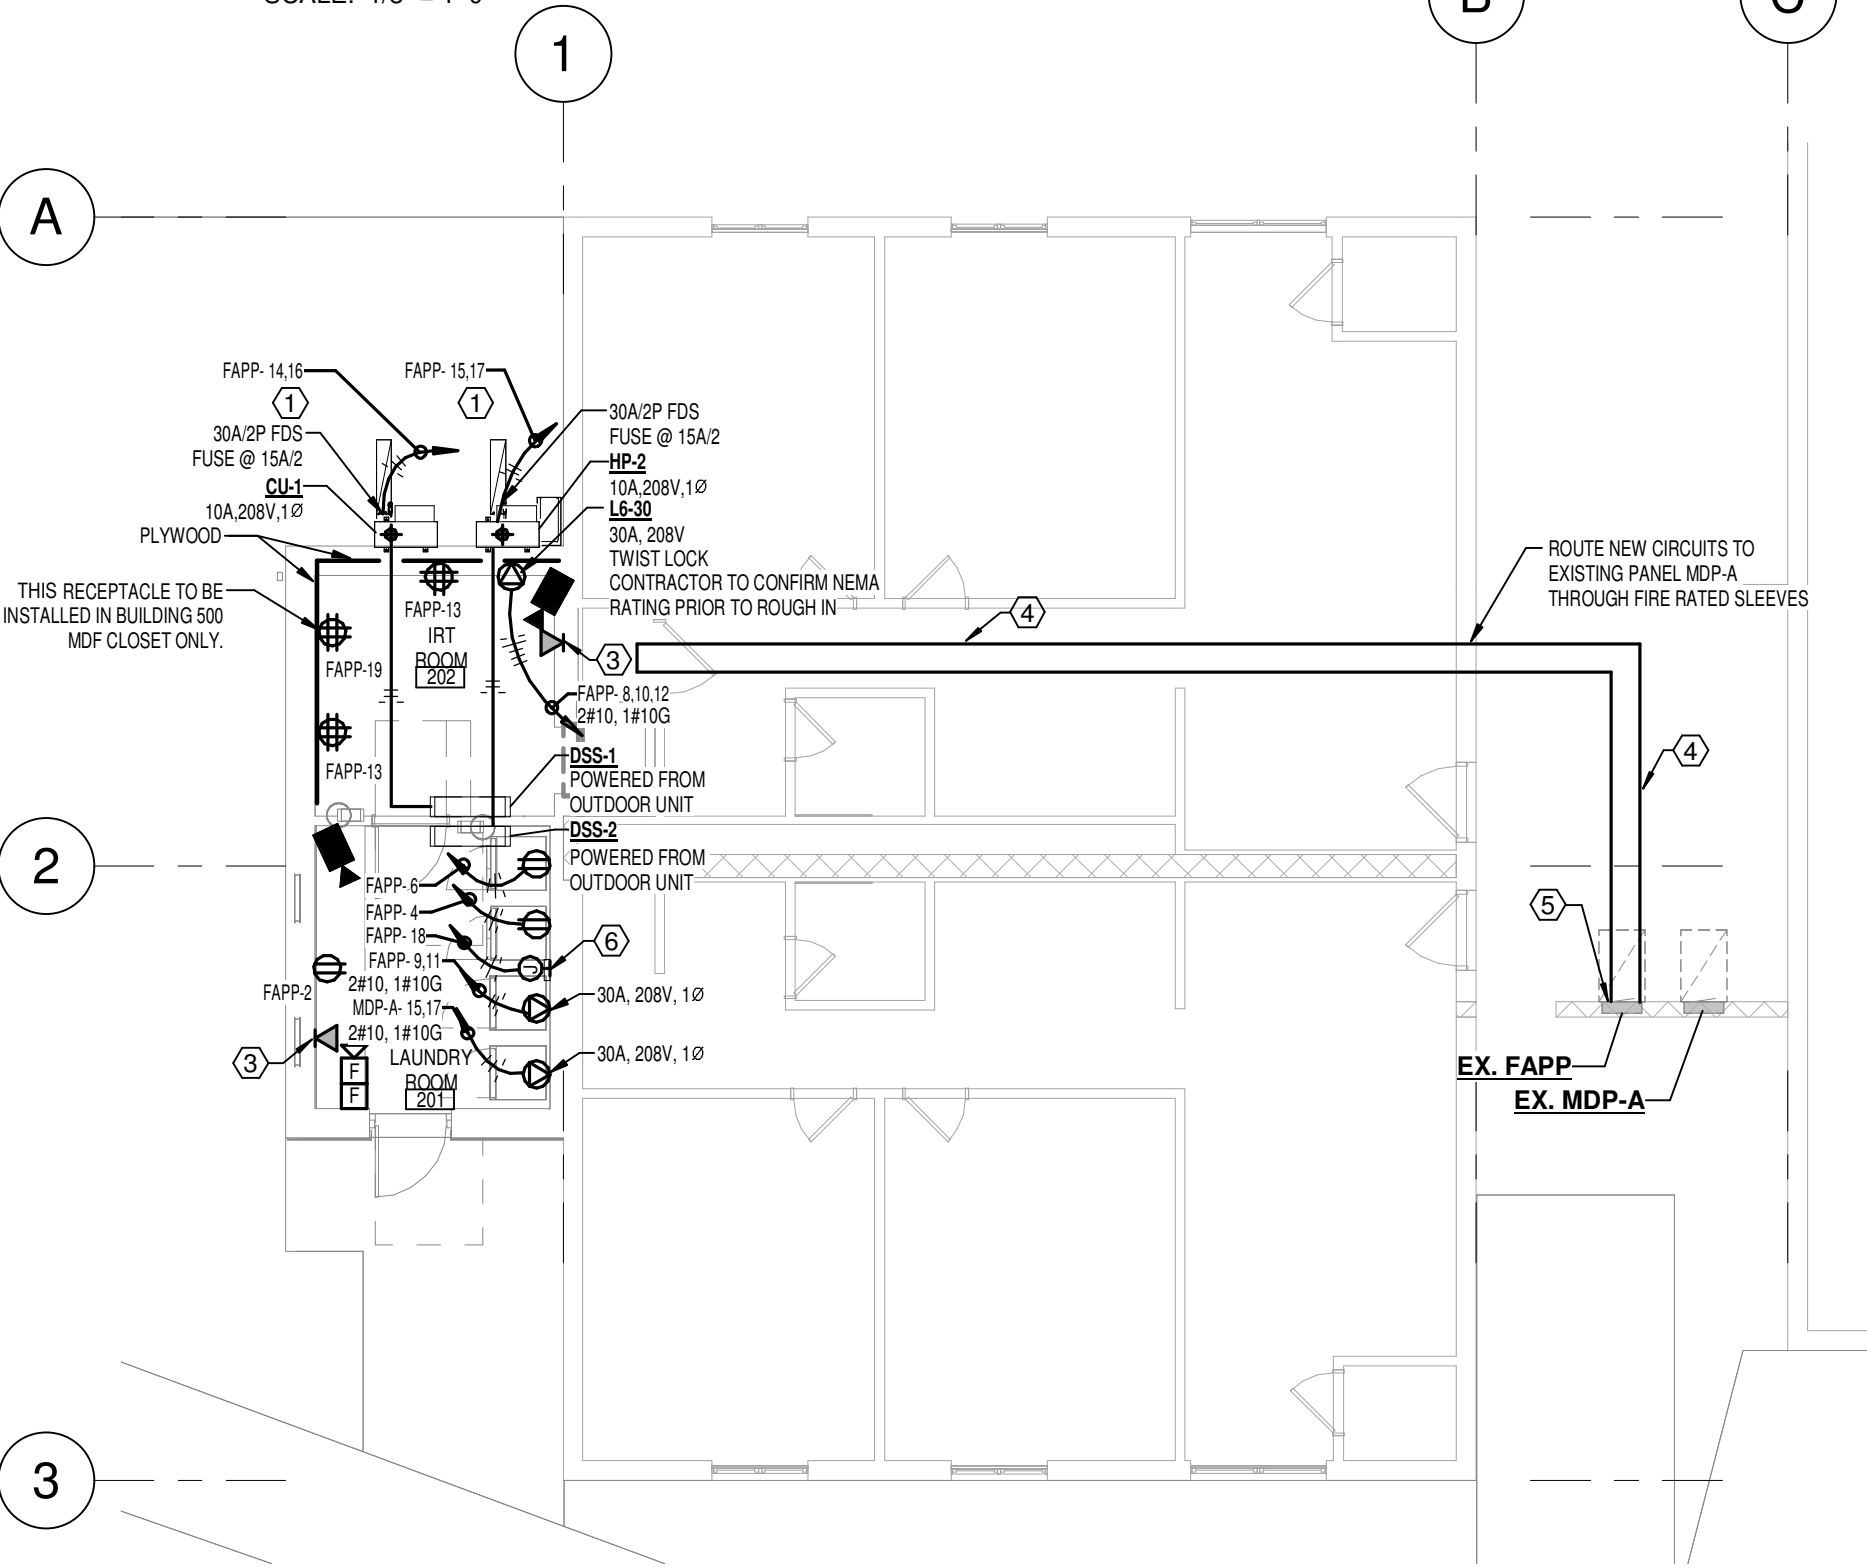 1
A
2
3
FAPP- 14,16
1
FAPP- 15,17
1
30A/2P FDS
FUSE @ 15A/2
CU-1
10A,208V,1Ø
PLYWOOD
THIS RECEPTACLE TO BE
INSTALLED IN BUILDING 500
MDF CLOSET ONLY.
30A/2P FDS
FUSE @ 15A/2
HP-2
10A,208V,1Ø
L6-30
30A, 208V
TWIST LOCK
CONTRACTOR TO CONFIRM NEMA
RATING PRIOR TO ROUGH IN
FAPP-13
IRT
ROOM
202
FAPP-19
FAPP-13
3
FAPP- 8,10,12
2#10, 1#10G
DSS-1
POWERED FROM
OUTDOOR UNIT
DSS-2
POWERED FROM
OUTDOOR UNIT
4
ROUTE NEW CIRCUITS TO
EXISTING PANEL MDP-A
THROUGH FIRE RATED SLEEVES
4
5
EX. FAPP
EX. MDP-A
FAPP- 6
FAPP- 4
FAPP- 18
FAPP- 9,11
2#10, 1#10G
MDP-A- 15,17
2#10, 1#10G
FAPP-2
J
6
30A, 208V, 1Ø
30A, 208V, 1Ø
3
F
F
LAUNDRY
ROOM
201